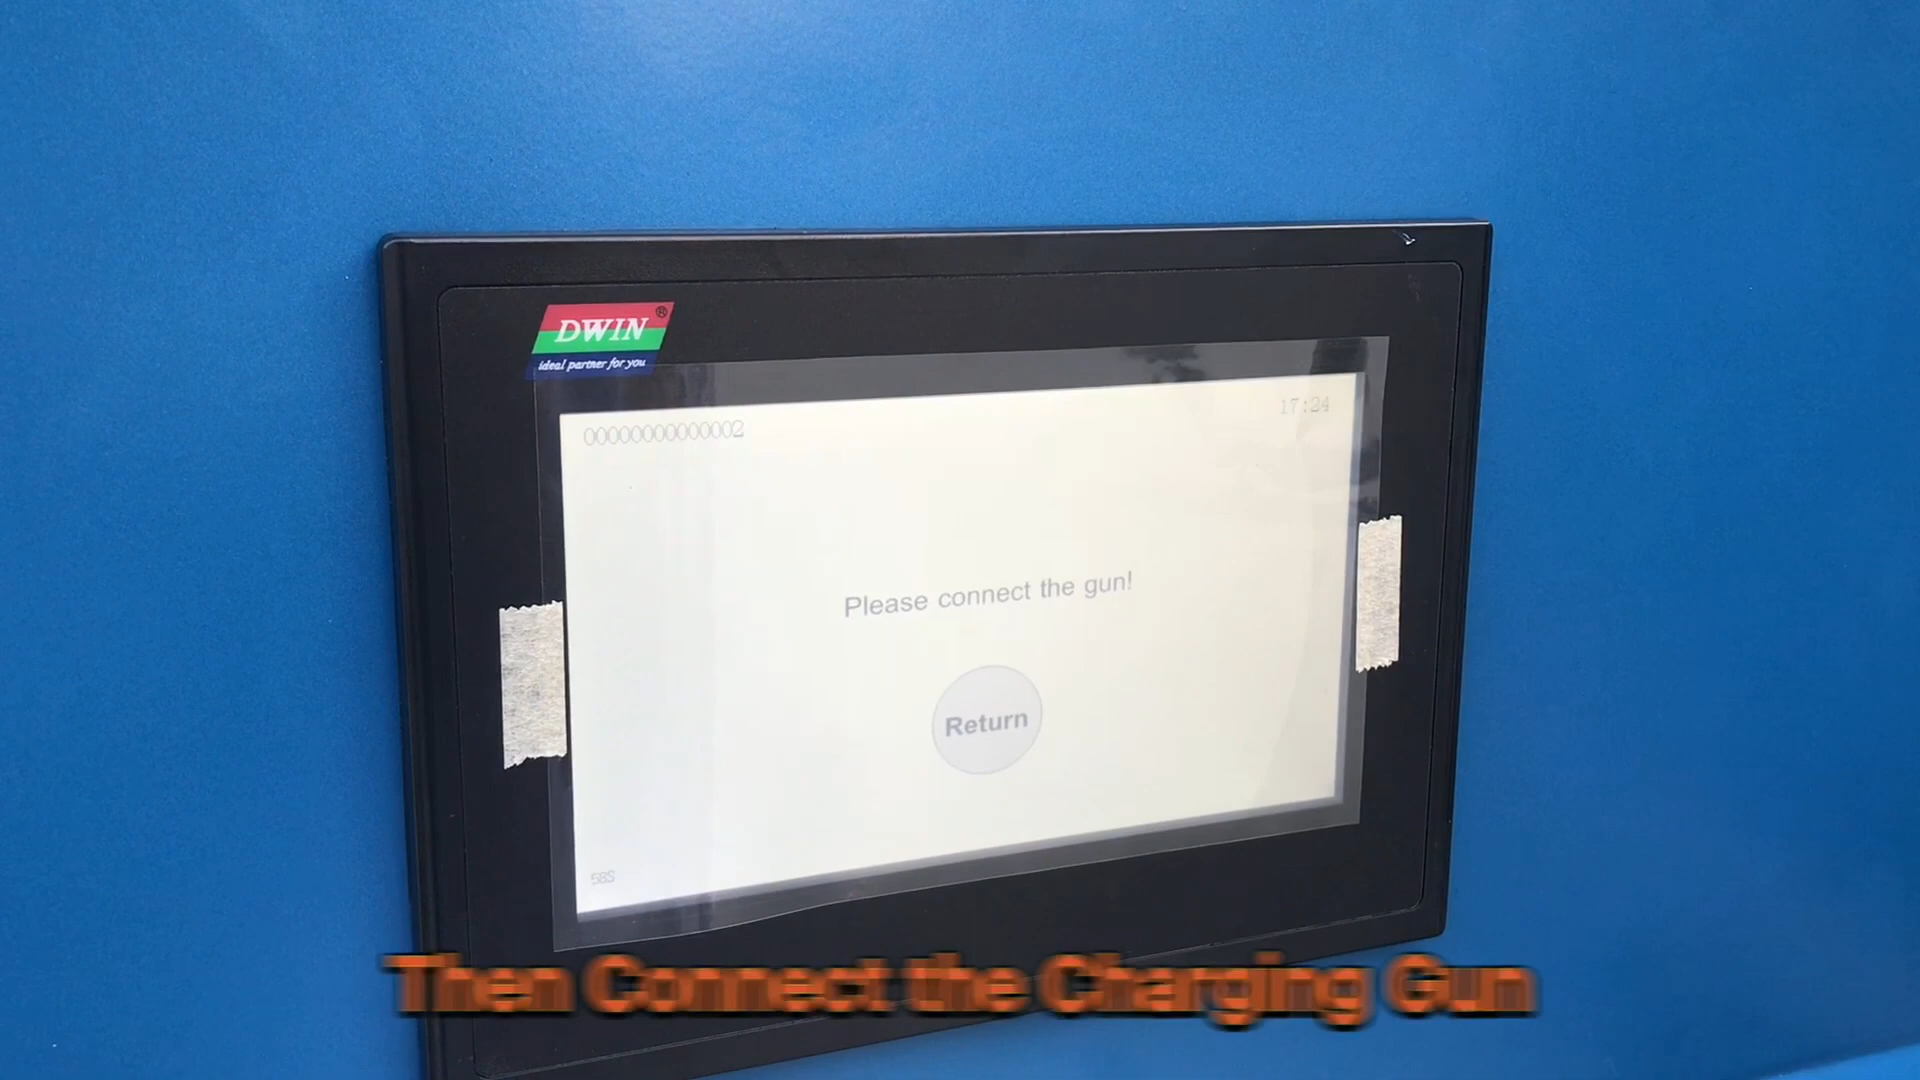 DWIN ®
ideal partner for you
00000000000002
17:24
Please connect the gun!
Return
58S
Then Connect the Charging Gun